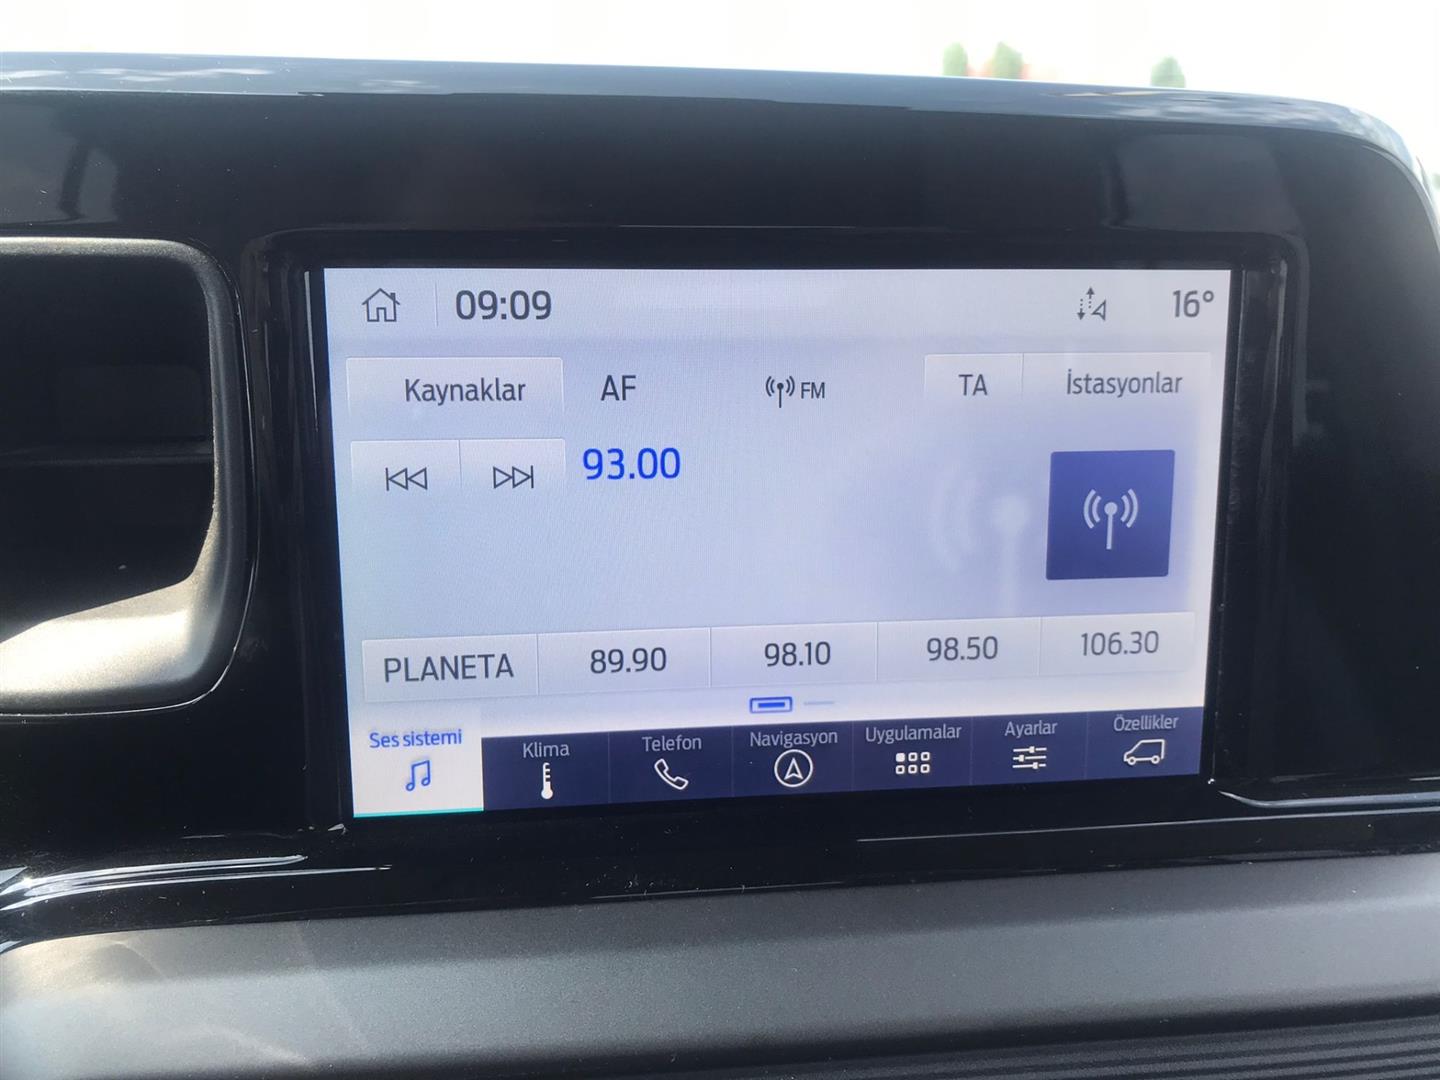 09:09 16°
Kaynaklar AF FM TA İstasyonlar
93.00
PLANETA 89.90 98.10 98.50 106.30
Ses sistemi Klima Telefon Navigasyon Uygulamalar Ayarlar Özellikler